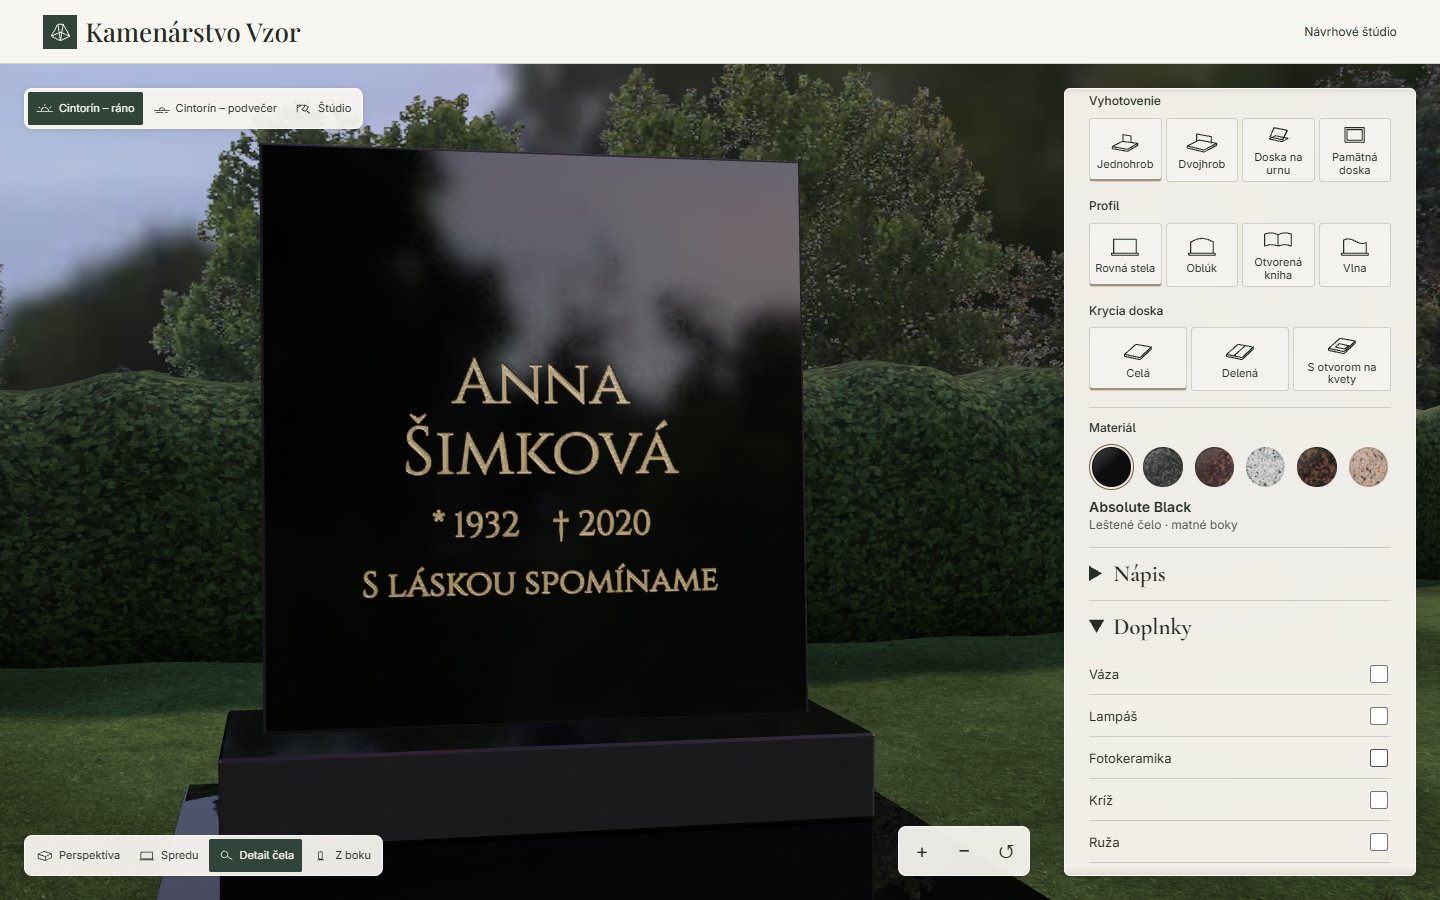 Kamenárstvo Vzor
Návrhové štúdio
Cintorín – ráno
Cintorín – podvečer
Štúdio
ANNA
ŠIMKOVÁ
* 1932 † 2020
S LÁSKOU SPOMÍNAME
Perspektíva
Spredu
Detail čela
Z boku
+
−
Vyhotovenie
Jednohrob
Dvojhrob
Doska na
urnu
Pamätná
doska
Profil
Rovná stela
Oblúk
Otvorená
kniha
Vlna
Krycia doska
Celá
Delená
S otvorom na
kvety
Materiál
Absolute Black
Leštené čelo · matné boky
Nápis
Doplnky
Váza
Lampáš
Fotokeramika
Kríž
Ruža